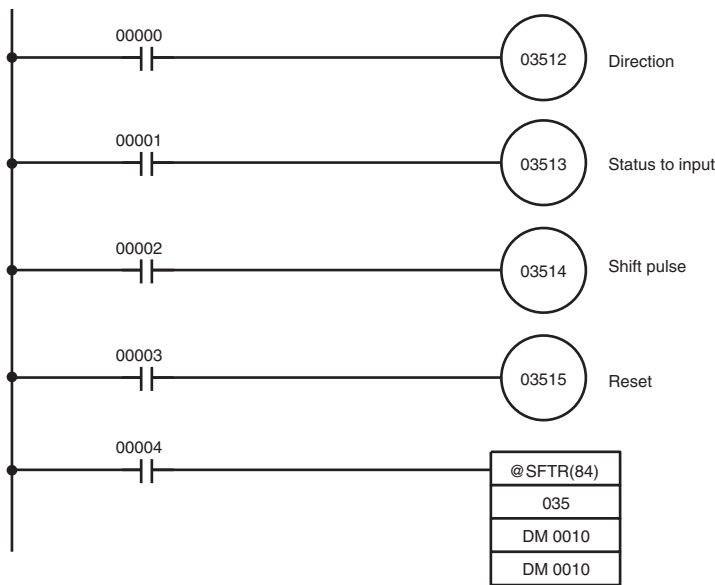 00000
03512
Direction
00001
03513
Status to input
00002
03514
Shift pulse
00003
03515
Reset
00004
@SFTR(84)
035
DM 0010
DM 0010